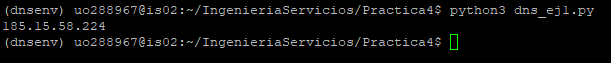 (dnsenv) uo288967@is02:~/IngenieriaServicios/Practica4$ python3 dns_ej1.py
185.15.58.224
(dnsenv) uo288967@is02:~/IngenieriaServicios/Practica4$